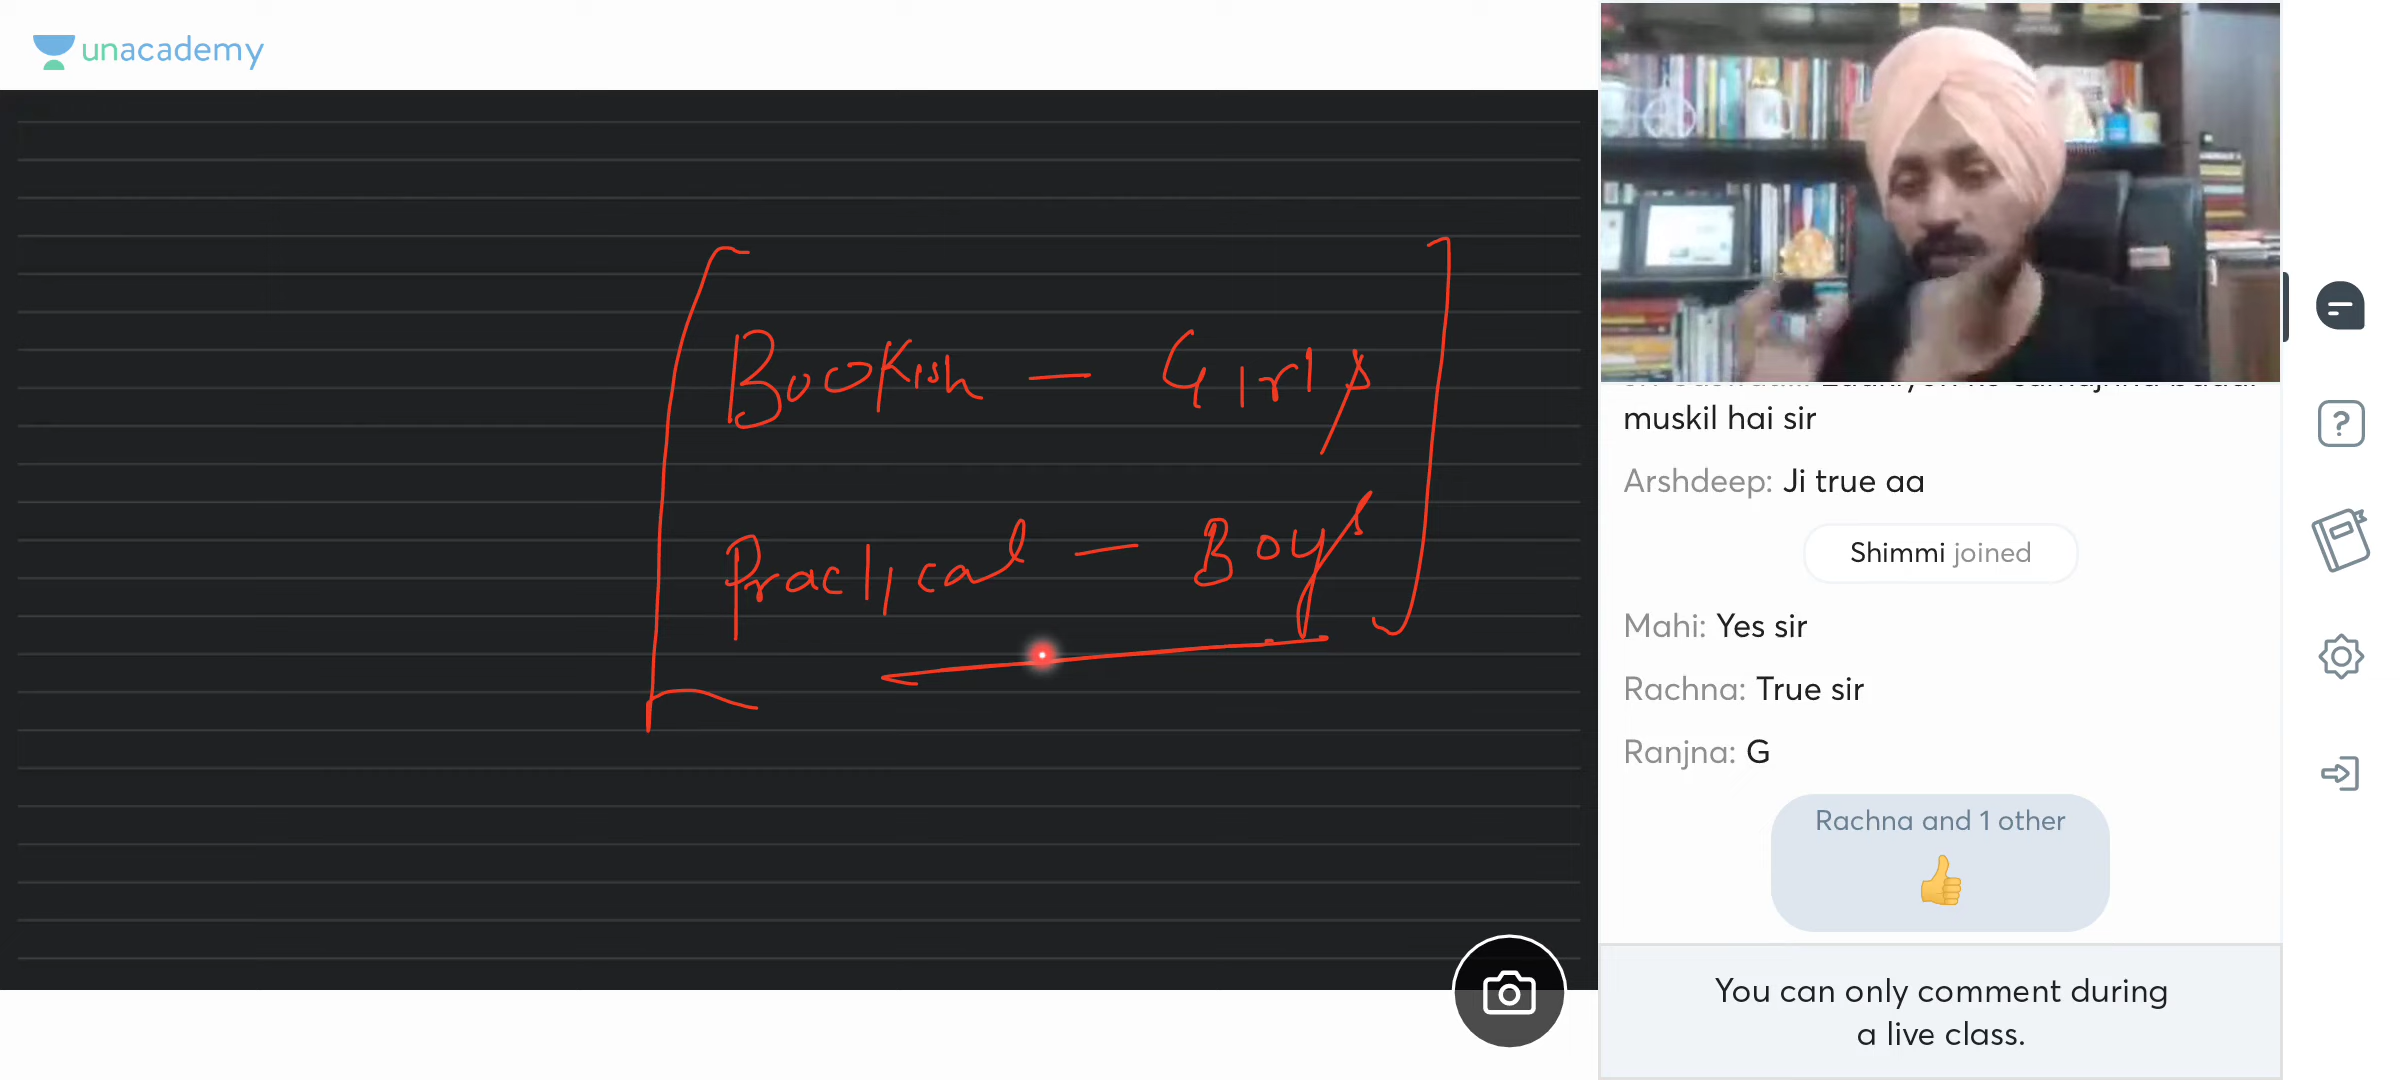 unacademy
Bookish — Girls
Practical — Boys
muskil hai sir
Arshdeep: Ji true aa
Shimmi joined
Mahi: Yes sir
Rachna: True sir
Ranjna: G
Rachna and 1 other
You can only comment during
a live class.